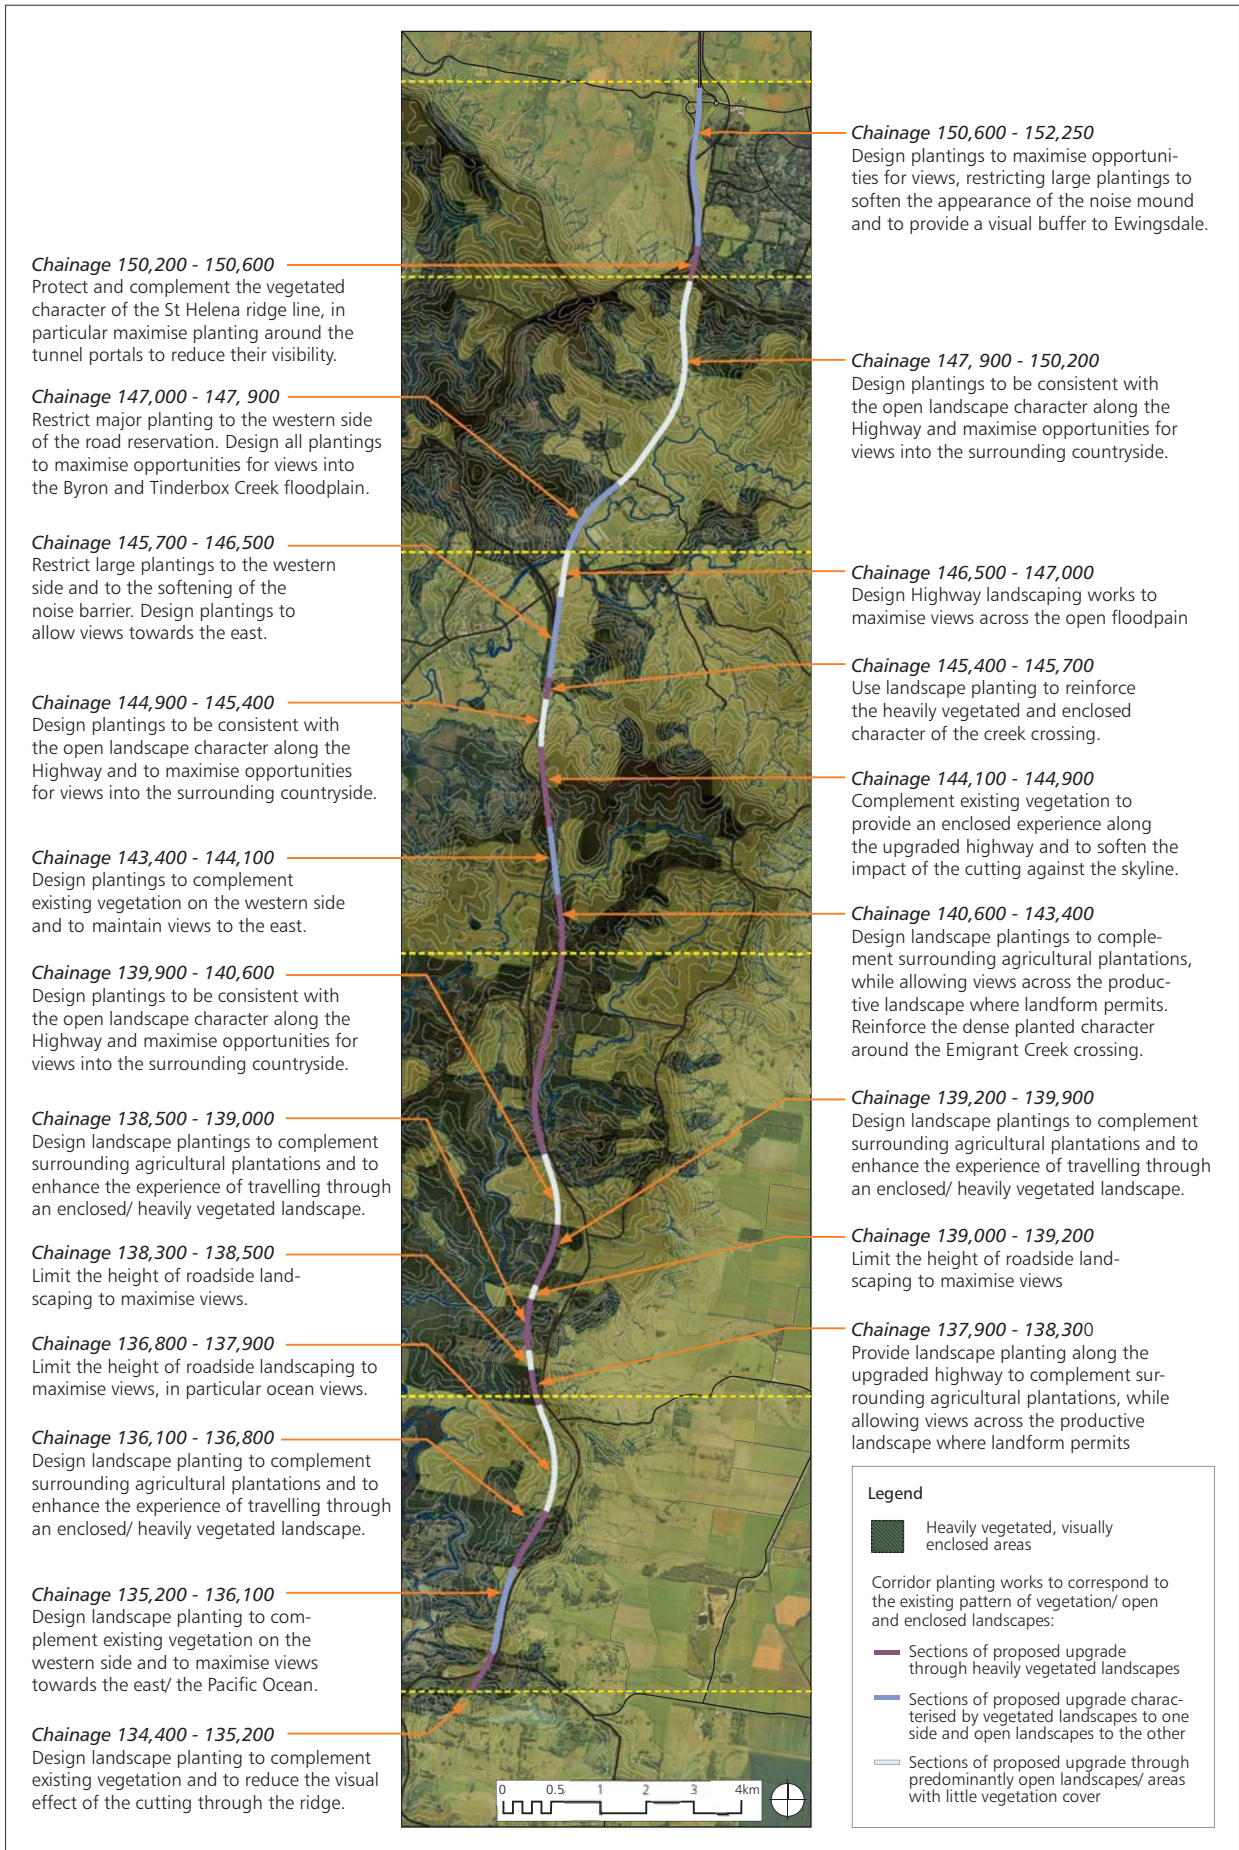 Chainage 150,200 - 150,600
Protect and complement the vegetated
character of the St Helena ridge line, in
particular maximise planting around the
tunnel portals to reduce their visibility.
Chainage 147,000 - 147, 900
Restrict major planting to the western side
of the road reservation. Design all plantings
to maximise opportunities for views into
the Byron and Tinderbox Creek floodplain.
Chainage 145,700 - 146,500
Restrict large plantings to the western
side and to the softening of the
noise barrier. Design plantings to
allow views towards the east.
Chainage 144,900 - 145,400
Design plantings to be consistent with
the open landscape character along the
Highway and to maximise opportunities
for views into the surrounding countryside.
Chainage 143,400 - 144,100
Design plantings to complement
existing vegetation on the western side
and to maintain views to the east.
Chainage 139,900 - 140,600
Design plantings to be consistent with
the open landscape character along the
Highway and maximise opportunities for
views into the surrounding countryside.
Chainage 138,500 - 139,000
Design landscape plantings to complement
surrounding agricultural plantations and to
enhance the experience of travelling through
an enclosed/ heavily vegetated landscape.
Chainage 138,300 - 138,500
Limit the height of roadside land-
scaping to maximise views.
Chainage 136,800 - 137,900
Limit the height of roadside landscaping to
maximise views, in particular ocean views.
Chainage 136,100 - 136,800
Design landscape planting to complement
surrounding agricultural plantations and to
enhance the experience of travelling through
an enclosed/ heavily vegetated landscape.
Chainage 135,200 - 136,100
Design landscape planting to com-
plement existing vegetation on the
western side and to maximise views
towards the east/ the Pacific Ocean.
Chainage 134,400 - 135,200
Design landscape planting to complement
existing vegetation and to reduce the visual
effect of the cutting through the ridge.
Chainage 150,600 - 152,250
Design plantings to maximise opportuni-
ties for views, restricting large plantings to
soften the appearance of the noise mound
and to provide a visual buffer to Ewingsdale.
Chainage 147, 900 - 150,200
Design plantings to be consistent with
the open landscape character along the
Highway and maximise opportunities for
views into the surrounding countryside.
Chainage 146,500 - 147,000
Design Highway landscaping works to
maximise views across the open floodpain
Chainage 145,400 - 145,700
Use landscape planting to reinforce
the heavily vegetated and enclosed
character of the creek crossing.
Chainage 144,100 - 144,900
Complement existing vegetation to
provide an enclosed experience along
the upgraded highway and to soften the
impact of the cutting against the skyline.
Chainage 140,600 - 143,400
Design landscape plantings to comple-
ment surrounding agricultural plantations,
while allowing views across the produc-
tive landscape where landform permits.
Reinforce the dense planted character
around the Emigrant Creek crossing.
Chainage 139,200 - 139,900
Design landscape plantings to complement
surrounding agricultural plantations and to
enhance the experience of travelling through
an enclosed/ heavily vegetated landscape.
Chainage 139,000 - 139,200
Limit the height of roadside land-
scaping to maximise views
Chainage 137,900 - 138,300
Provide landscape planting along the
upgraded highway to complement sur-
rounding agricultural plantations, while
allowing views across the productive
landscape where landform permits
Legend
Heavily vegetated, visually
enclosed areas
Corridor planting works to correspond to
the existing pattern of vegetation/ open
and enclosed landscapes:
Sections of proposed upgrade
through heavily vegetated landscapes
Sections of proposed upgrade charac-
terised by vegetated landscapes to one
side and open landscapes to the other
Sections of proposed upgrade through
predominantly open landscapes/ areas
with little vegetation cover
0 0.5 1 2 3 4km